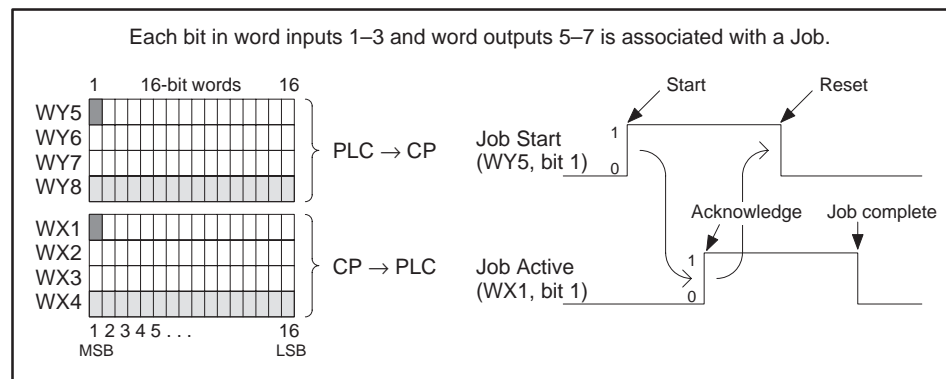 Each bit in word inputs 1–3 and word outputs 5–7 is associated with a Job.
1 16-bit words 16
WY5
WY6
WY7
WY8
PLC → CP
WX1
WX2
WX3
WX4
CP → PLC
1 2 3 4 5 . . . 16
MSB LSB
Start Reset
Job Start
(WY5, bit 1)
1
0
Acknowledge Job complete
Job Active
(WX1, bit 1)
1
0